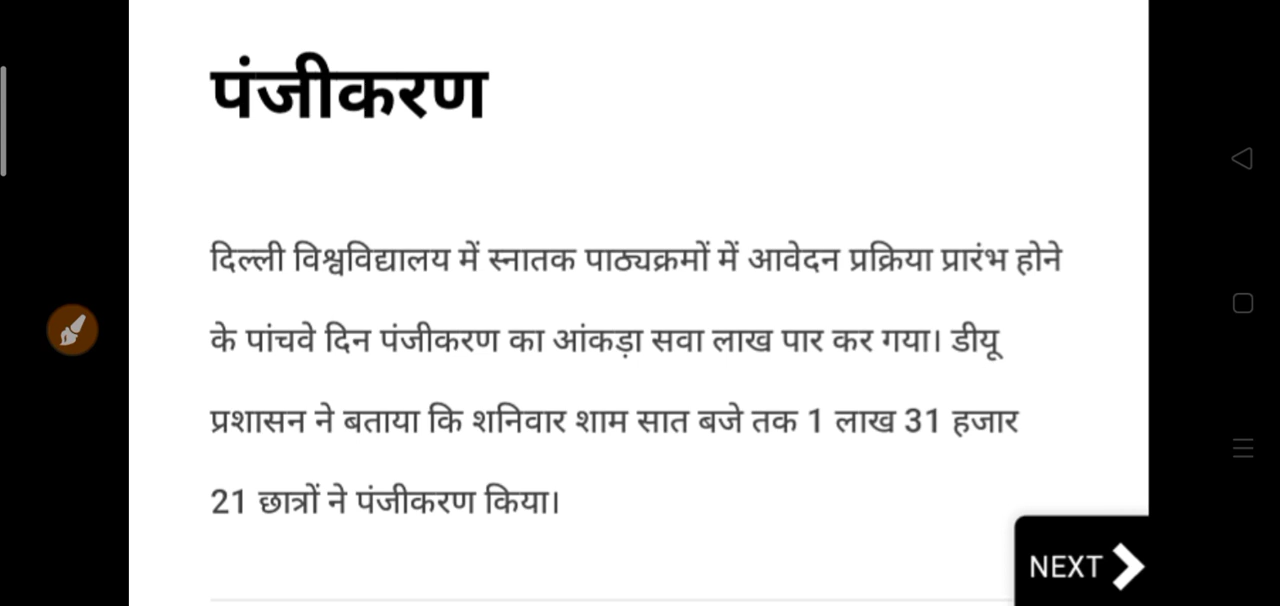 पंजीकरण
दिल्ली विश्वविद्यालय में स्नातक पाठ्यक्रमों में आवेदन प्रक्रिया प्रारंभ होने
के पांचवे दिन पंजीकरण का आंकड़ा सवा लाख पार कर गया। डीयू
प्रशासन ने बताया कि शनिवार शाम सात बजे तक 1 लाख 31 हजार
21 छात्रों ने पंजीकरण किया।
NEXT